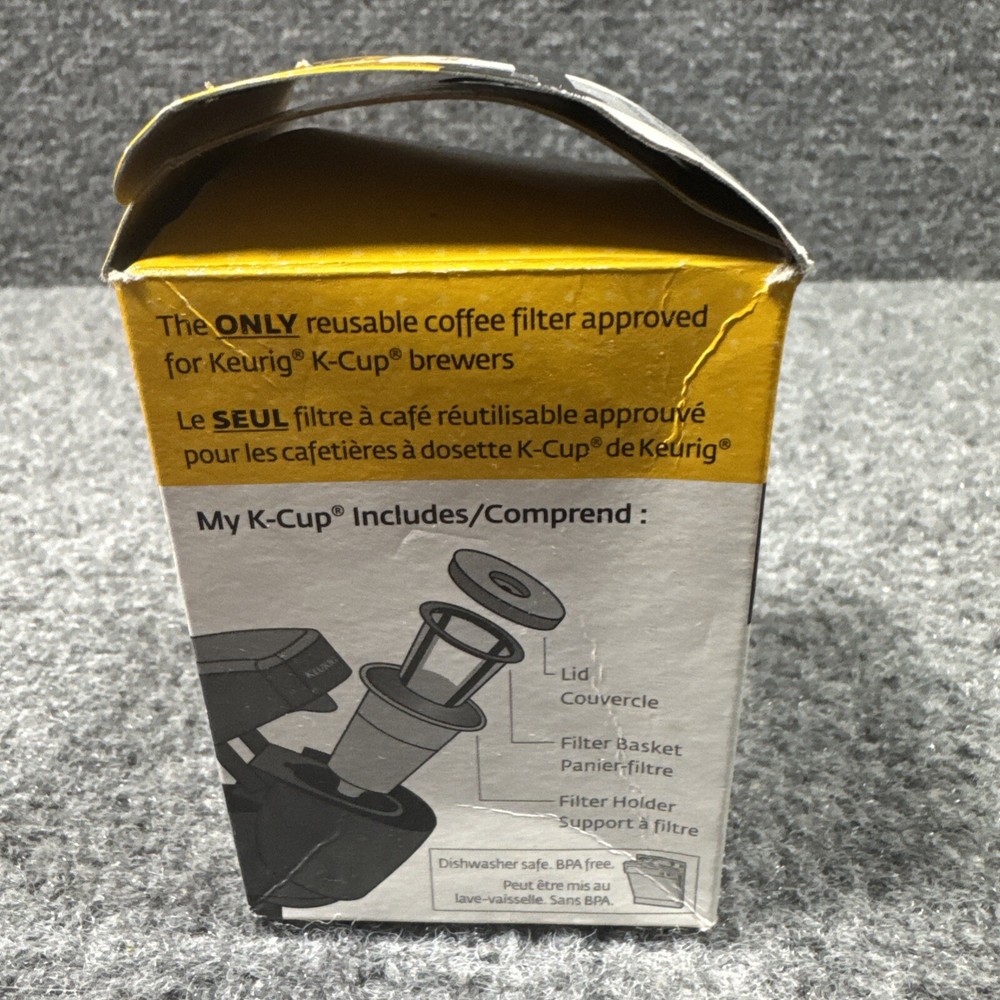 The ONLY reusable coffee filter approved
for Keurig® K-Cup® brewers
Le SEUL filtre à café réutilisable approuvé
pour les cafetières à dosette K-Cup® de Keurig®
My K-Cup® Includes/Comprend :
KEURIG
Lid
Couvercle
Filter Basket
Panier-filtre
Filter Holder
Support à filtre
Dishwasher safe. BPA free.
Peut être mis au
lave-vaisselle. Sans BPA.